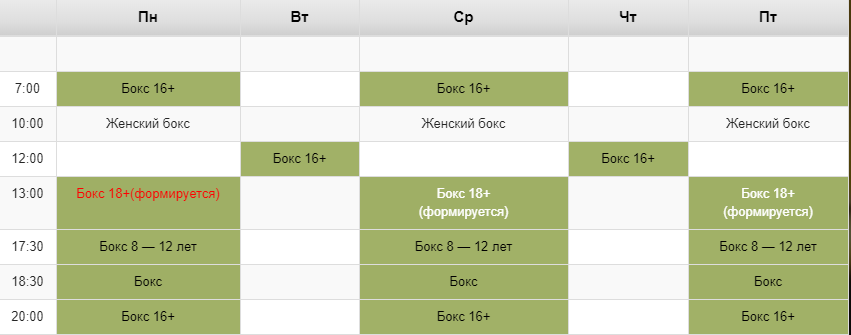 Пн Вт Ср Чт Пт
7:00 Бокс 16+ Бокс 16+ Бокс 16+
10:00 Женский бокс Женский бокс Женский бокс
12:00 Бокс 16+ Бокс 16+
13:00 Бокс 18+(формируется) Бокс 18+ Бокс 18+
(формируется) (формируется)
17:30 Бокс 8 — 12 лет Бокс 8 — 12 лет Бокс 8 — 12 лет
18:30 Бокс Бокс Бокс
20:00 Бокс 16+ Бокс 16+ Бокс 16+